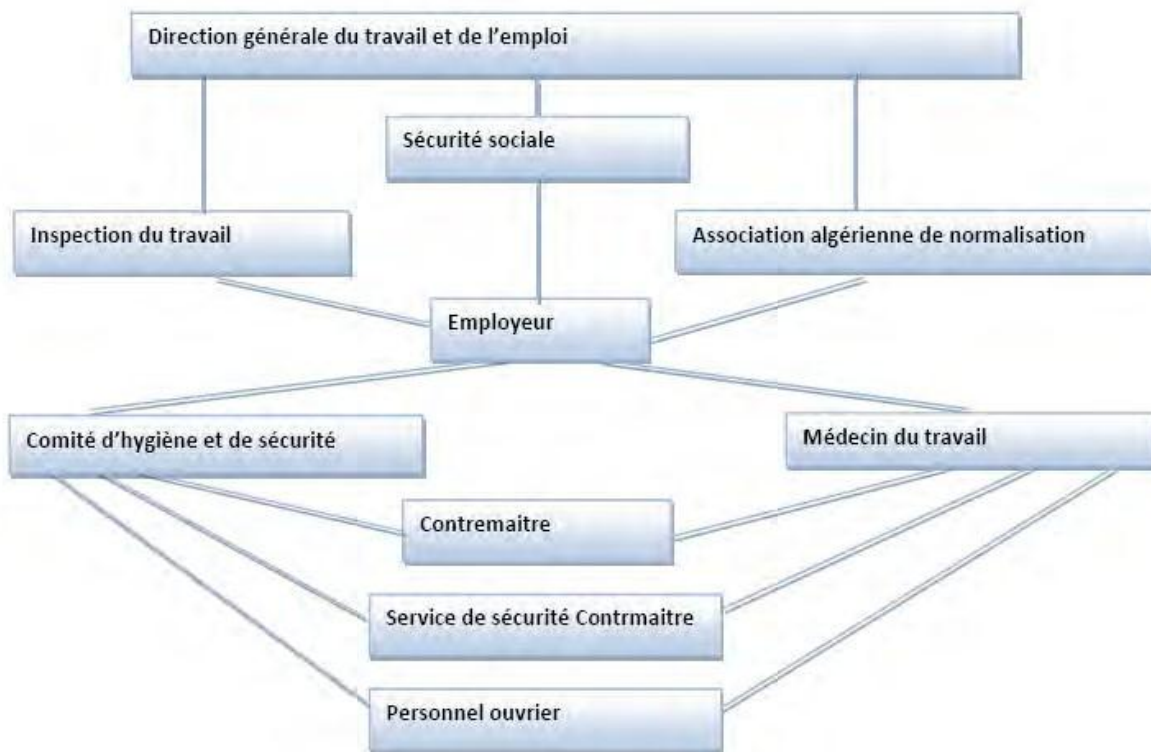 Direction générale du travail et de l'emploi
Sécurité sociale
Inspection du travail
Association algérienne de normalisation
Employeur
Comité d'hygiène et de sécurité
Médecin du travail
Contremaitre
Service de sécurité Contrmaitre
Personnel ouvrier